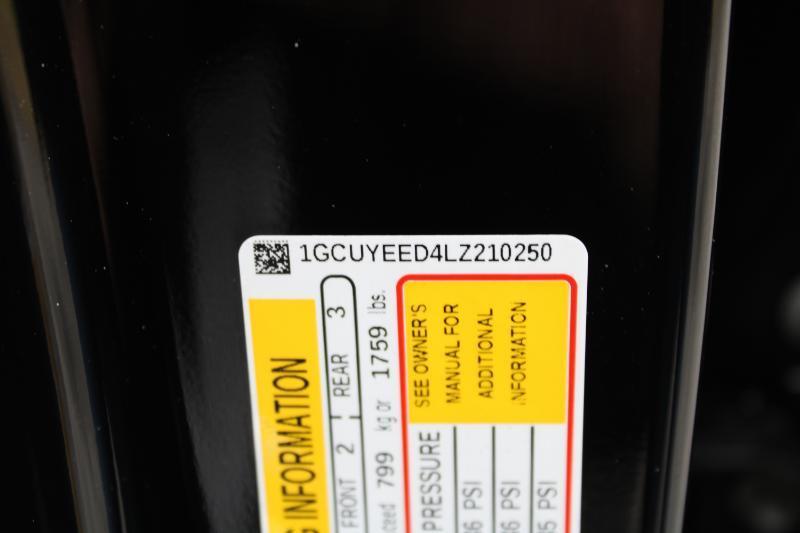 1GCUYEED4LZ210250
INFORMATION
FRONT 2 REAR 3
799 kg or 1759 lbs.
SEE OWNER'S
MANUAL FOR
ADDITIONAL
INFORMATION
PRESSURE
PSI
PSI
PSI